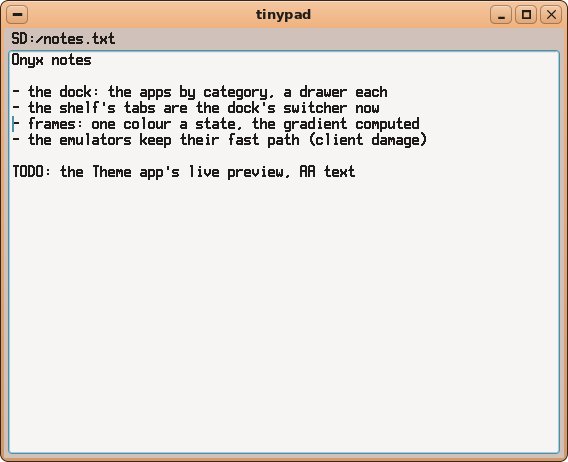 tinypad
SD:/notes.txt
Onyx notes
- the dock: the apps by category, a drawer each
- the shelf's tabs are the dock's switcher now
- frames: one colour a state, the gradient computed
- the emulators keep their fast path (client damage)
TODO: the Theme app's live preview, AA text